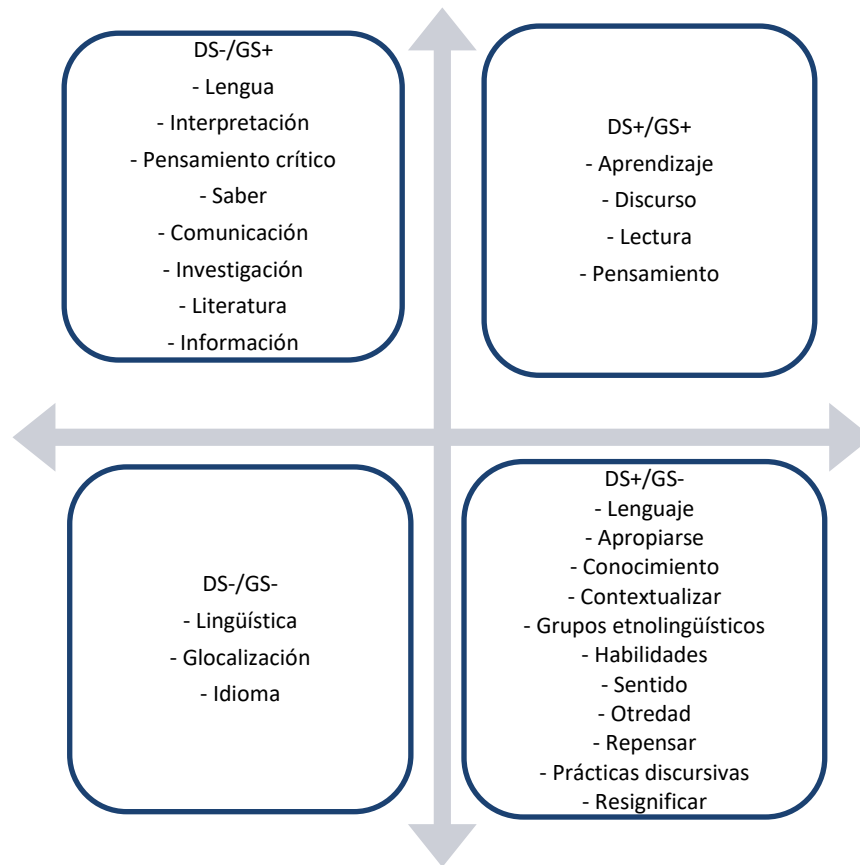 DS-/GS+
- Lengua
- Interpretación
- Pensamiento crítico
- Saber
- Comunicación
- Investigación
- Literatura
- Información
DS+/GS+
- Aprendizaje
- Discurso
- Lectura
- Pensamiento
DS-/GS-
- Lingüística
- Glocalización
- Idioma
DS+/GS-
- Lenguaje
- Apropiarse
- Conocimiento
- Contextualizar
- Grupos etnolingüísticos
- Habilidades
- Sentido
- Otredad
- Repensar
- Prácticas discursivas
- Resignificar